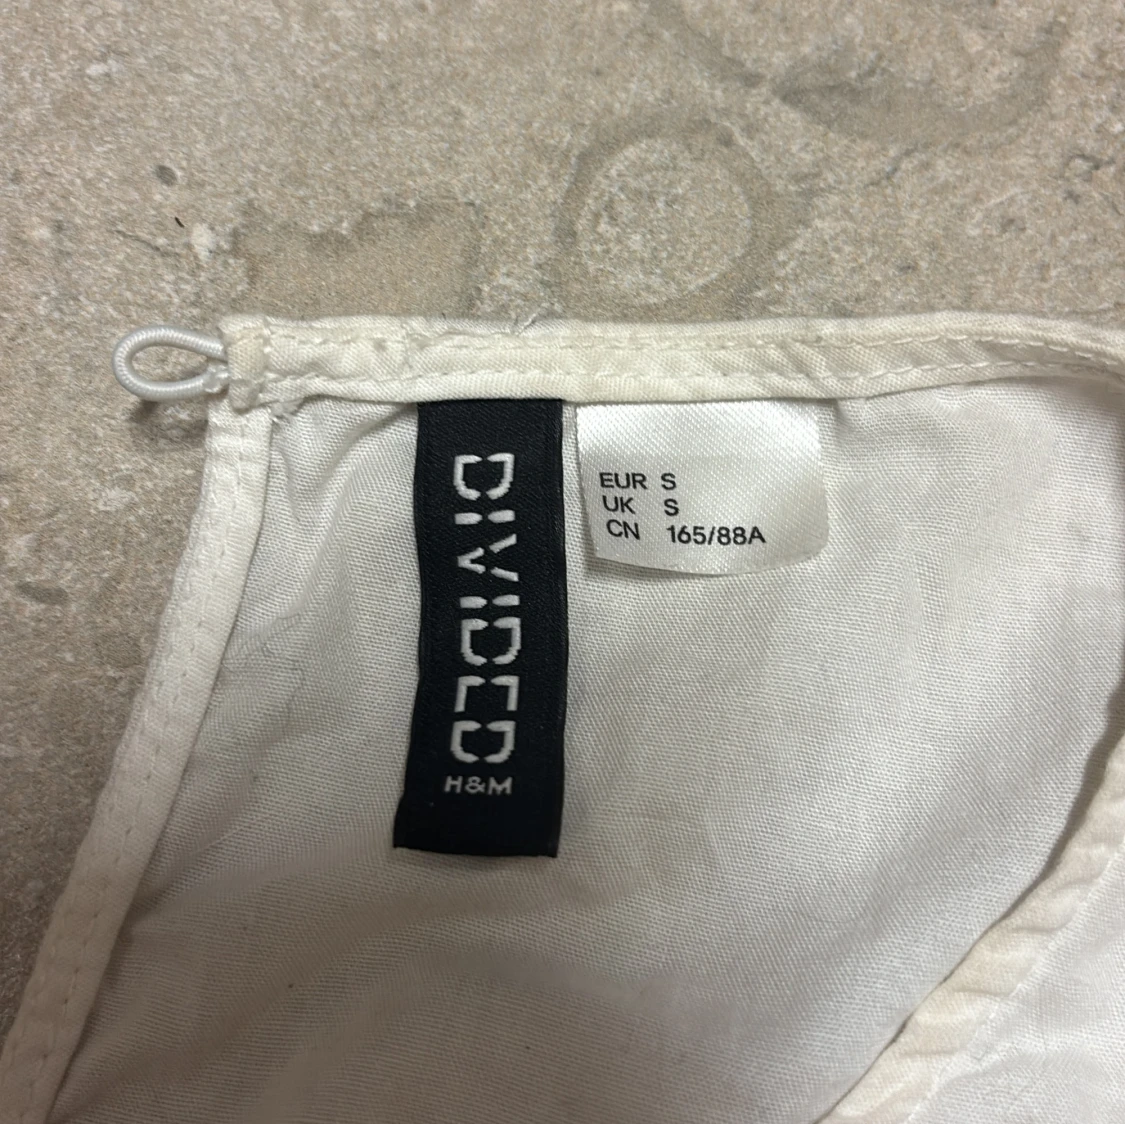 DIVIDED
H&M
EUR S
UK S
CN 165/88A